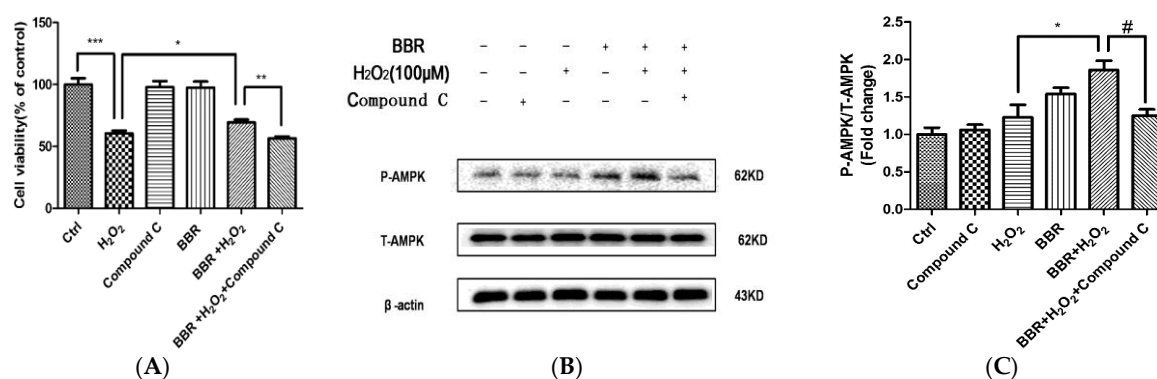 Cell viability(% of control)
150
100
50
0
***
*
**
Ctrl
H₂O₂
Compound C
BBR
BBR +H₂O₂
BBR +H₂O₂+Compound C
(A)
BBR - - - + + +
H₂O₂(100μM) - - + - + +
Compound C - + - - - +
P-AMPK 62KD
T-AMPK 62KD
β-actin 43KD
(B)
P-AMPK/T-AMPK
(Fold change)
2.5
2.0
1.5
1.0
0.5
0.0
*
#
Ctrl
Compound C
H₂O₂
BBR
BBR+H₂O₂
BBR+H₂O₂+Compound C
(C)